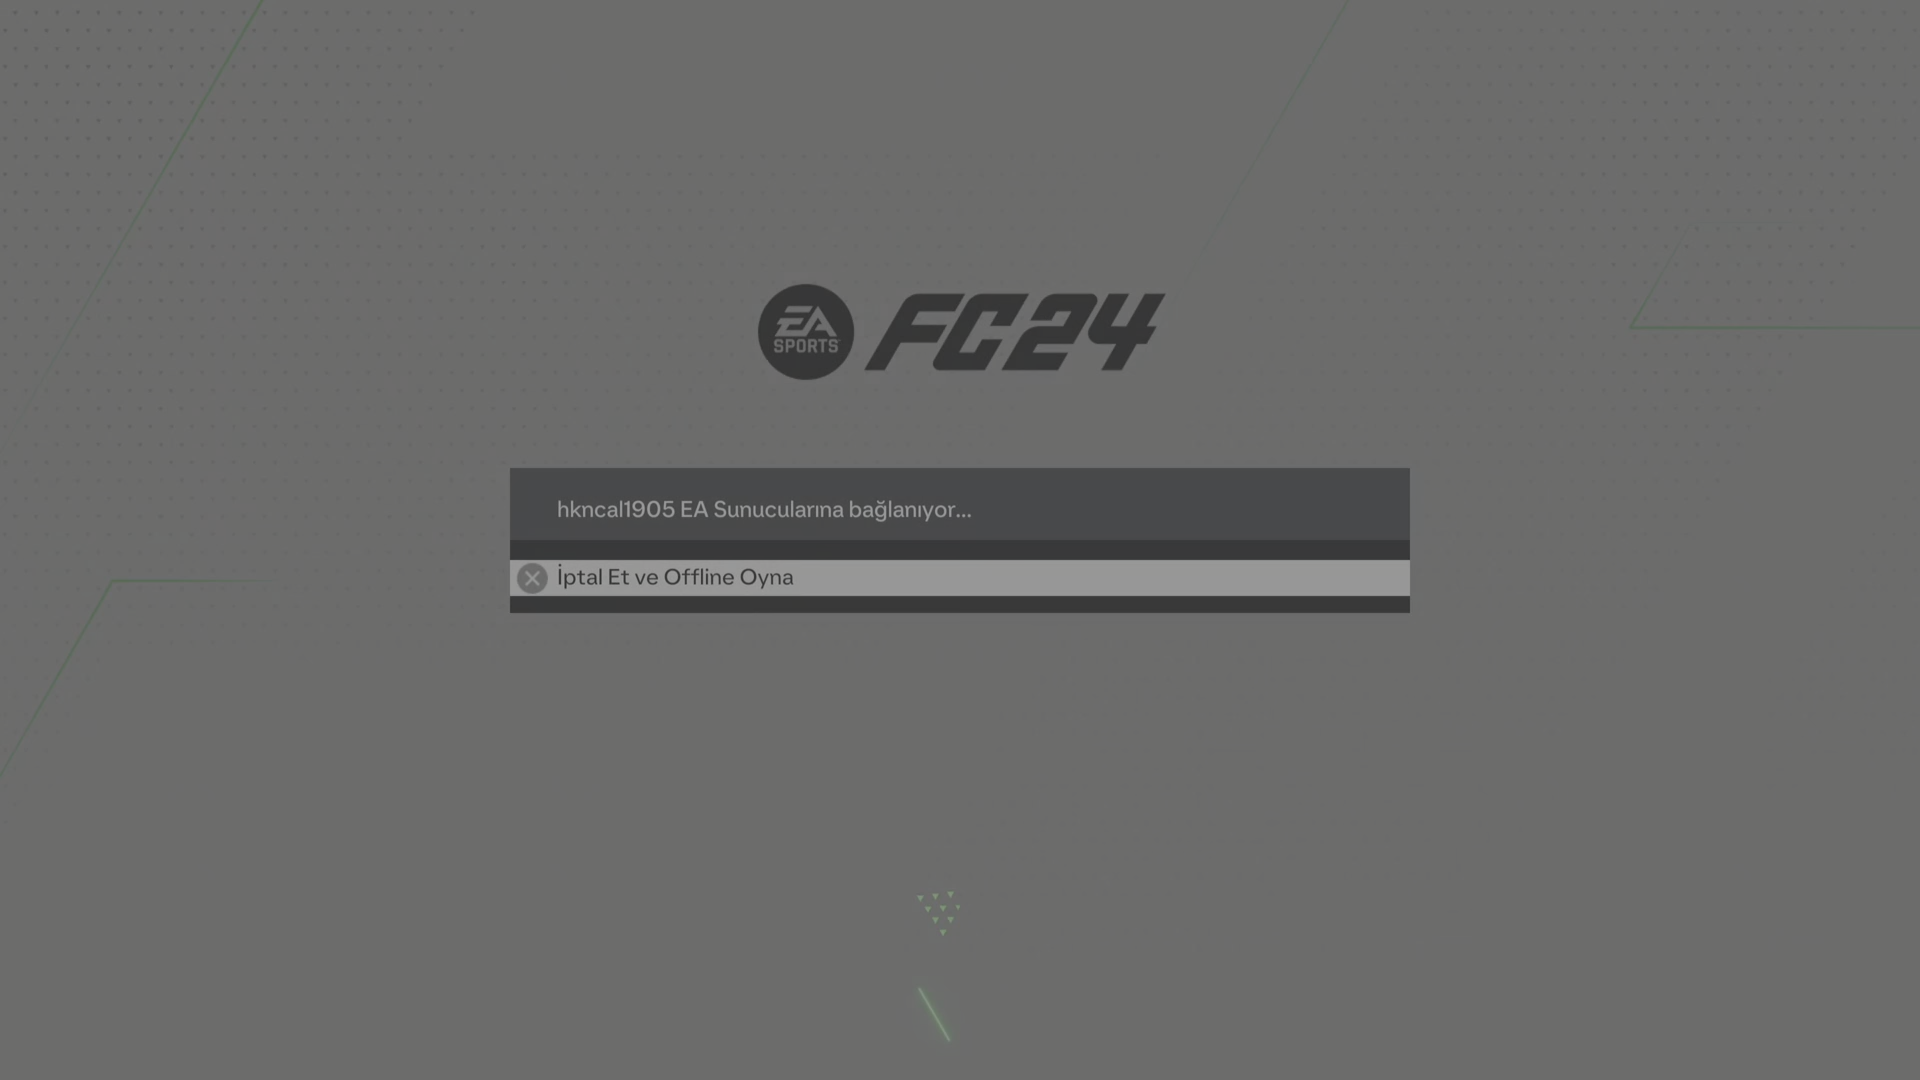 EA SPORTS FC24
hkncal1905 EA Sunucularına bağlanıyor...
İptal Et ve Offline Oyna